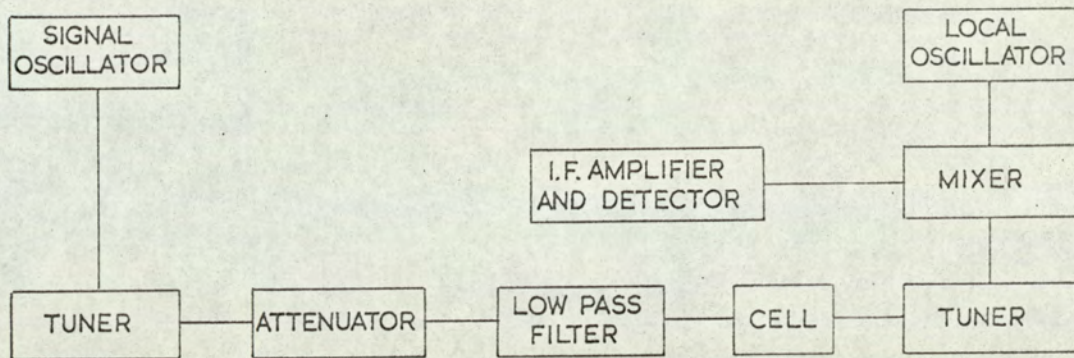 SIGNAL
OSCILLATOR
LOCAL
OSCILLATOR
I.F. AMPLIFIER
AND DETECTOR
MIXER
TUNER
ATTENUATOR
LOW PASS
FILTER
CELL
TUNER